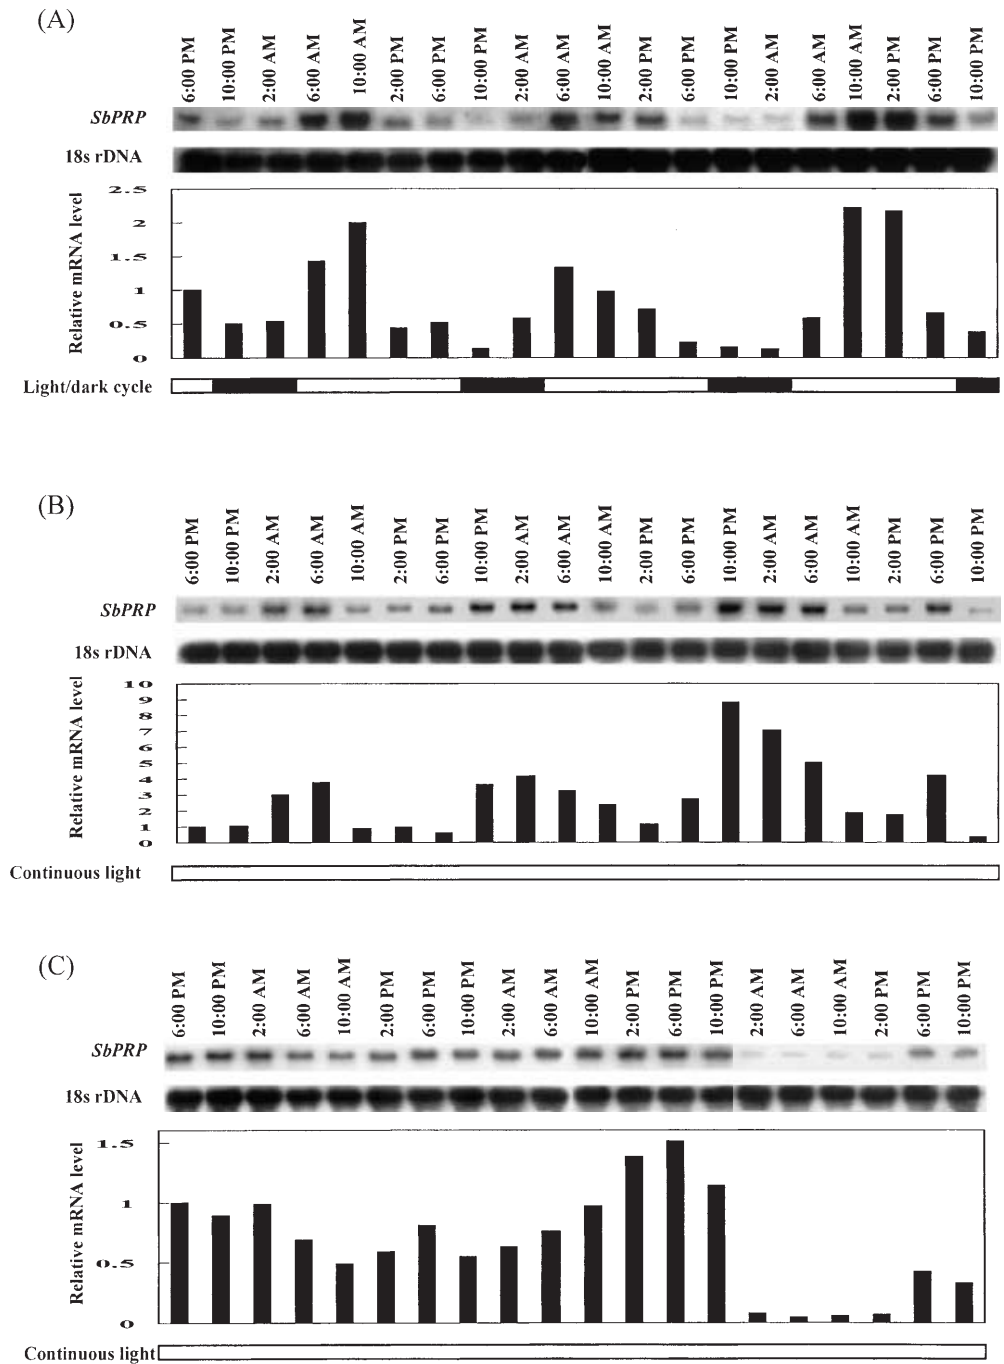 (A)
6:00 PM 10:00 PM 2:00 AM 6:00 AM 10:00 AM 2:00 PM 6:00 PM 10:00 PM 2:00 AM 6:00 AM 10:00 AM 2:00 PM 6:00 PM 10:00 PM 2:00 AM 6:00 AM 10:00 AM 2:00 PM 6:00 PM 10:00 PM
SbPRP
18s rDNA
Relative mRNA level
2.5
2
1.5
1
0.5
0
Light/dark cycle
(B)
6:00 PM 10:00 PM 2:00 AM 6:00 AM 10:00 AM 2:00 PM 6:00 PM 10:00 PM 2:00 AM 6:00 AM 10:00 AM 2:00 PM 6:00 PM 10:00 PM 2:00 AM 6:00 AM 10:00 AM 2:00 PM 6:00 PM 10:00 PM
SbPRP
18s rDNA
Relative mRNA level
10
9
8
7
6
5
4
3
2
1
0
Continuous light
(C)
6:00 PM 10:00 PM 2:00 AM 6:00 AM 10:00 AM 2:00 PM 6:00 PM 10:00 PM 2:00 AM 6:00 AM 10:00 AM 2:00 PM 6:00 PM 10:00 PM 2:00 AM 6:00 AM 10:00 AM 2:00 PM 6:00 PM 10:00 PM
SbPRP
18s rDNA
Relative mRNA level
1.5
1
0.5
0
Continuous light